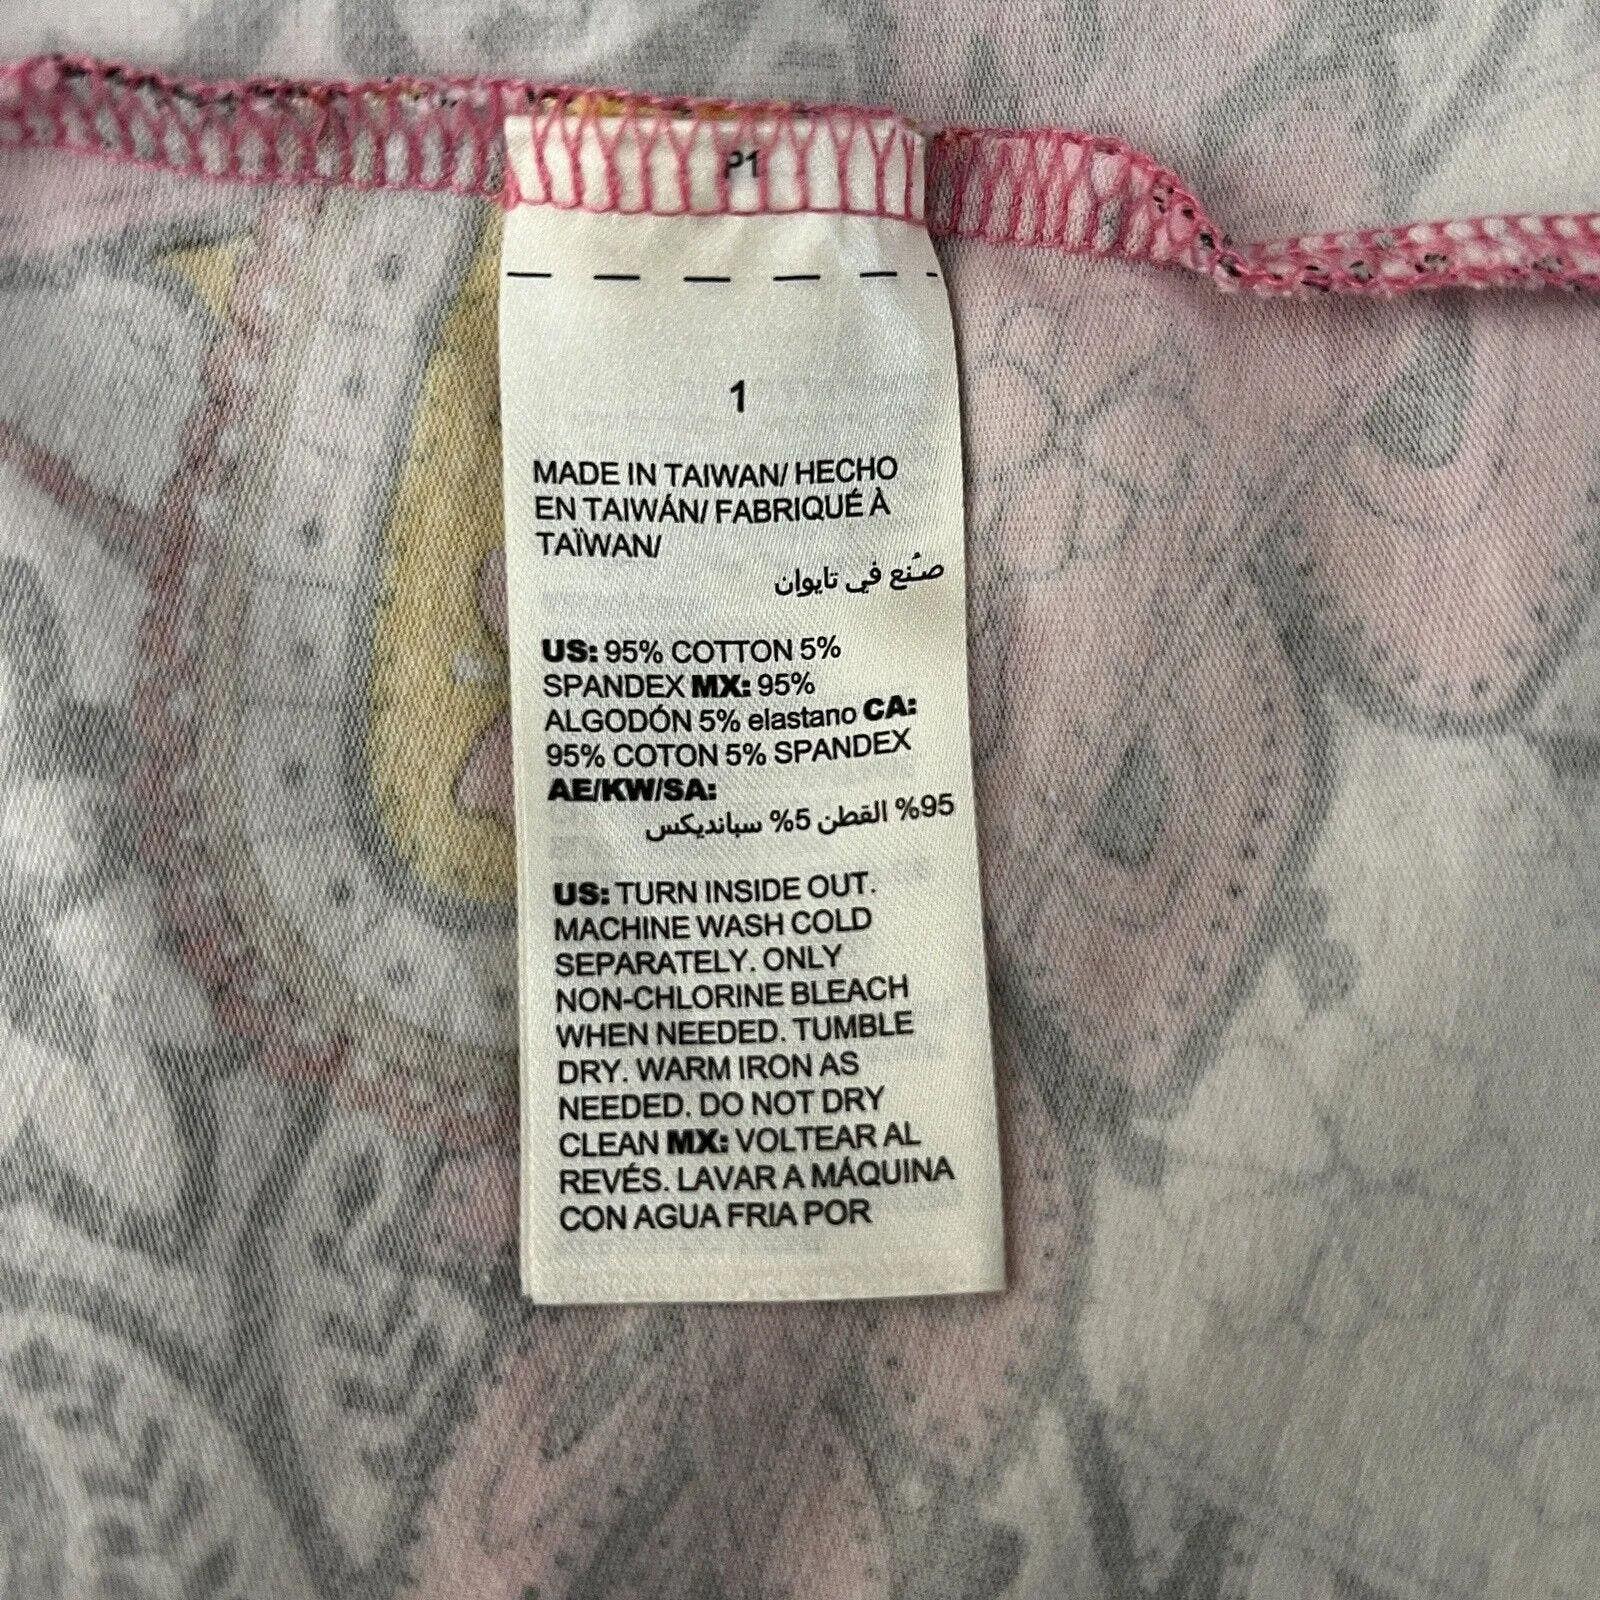 P1
1
MADE IN TAIWAN/ HECHO
EN TAIWÁN/ FABRIQUÉ À
TAÏWAN/
صُنع في تايوان
US: 95% COTTON 5%
SPANDEX MX: 95%
ALGODÓN 5% elastano CA:
95% COTON 5% SPANDEX
AE/KW/SA:
95% القطن 5% سبانديكس
US: TURN INSIDE OUT.
MACHINE WASH COLD
SEPARATELY. ONLY
NON-CHLORINE BLEACH
WHEN NEEDED. TUMBLE
DRY. WARM IRON AS
NEEDED. DO NOT DRY
CLEAN MX: VOLTEAR AL
REVÉS. LAVAR A MÁQUINA
CON AGUA FRIA POR